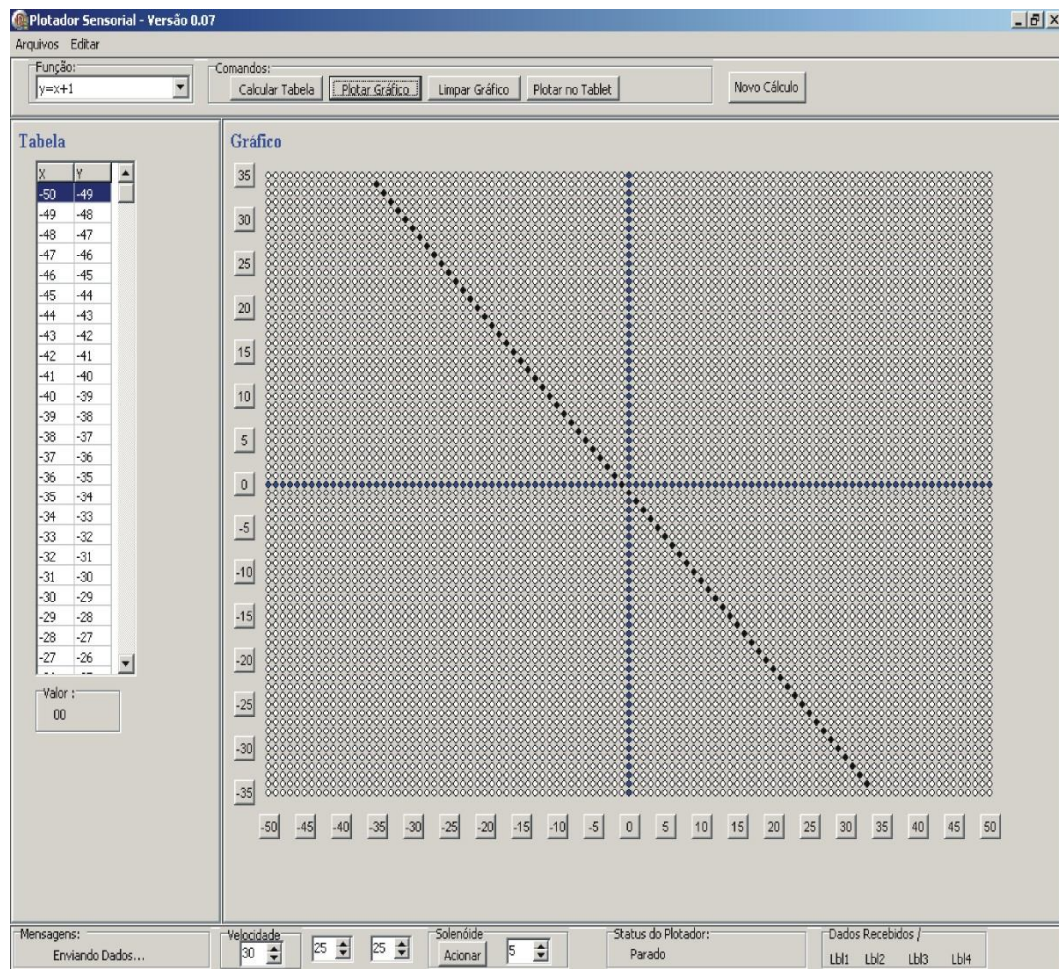 Plotador Sensorial - Versão 0.07
Arquivos Editar
Função:
y=x+1
Comandos:
Calcular Tabela Plotar Gráfico Limpar Gráfico Plotar no Tablet
Novo Cálculo
Tabela
X Y
-50 -49
-49 -48
-48 -47
-47 -46
-46 -45
-45 -44
-44 -43
-43 -42
-42 -41
-41 -40
-40 -39
-39 -38
-38 -37
-37 -36
-36 -35
-35 -34
-34 -33
-33 -32
-32 -31
-31 -30
-30 -29
-29 -28
-28 -27
-27 -26
Valor :
00
Gráfico
35
30
25
20
15
10
5
0
-5
-10
-15
-20
-25
-30
-35
-50 -45 -40 -35 -30 -25 -20 -15 -10 -5 0 5 10 15 20 25 30 35 40 45 50
Mensagens:
Enviando Dados...
Velocidade
30
25
25
Solenóide
Acionar
5
Status do Plotador:
Parado
Dados Recebidos /
Lbl1 Lbl2 Lbl3 Lbl4